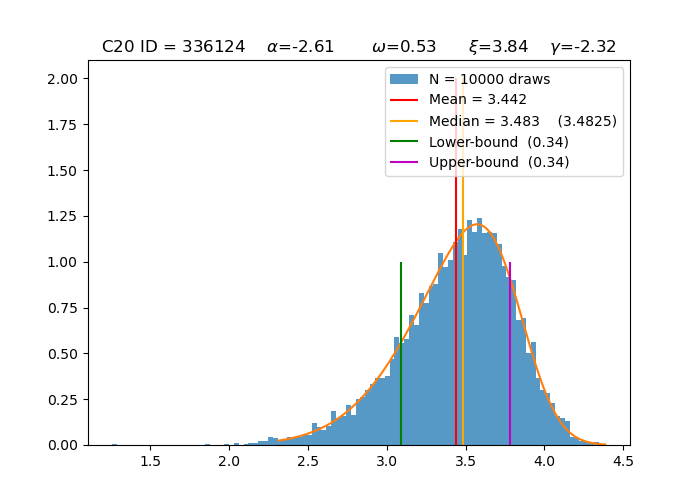 C20 ID = 336124 α=-2.61 ω=0.53 ξ=3.84 γ=-2.32
N = 10000 draws
Mean = 3.442
Median = 3.483 (3.4825)
Lower-bound (0.34)
Upper-bound (0.34)
2.00
1.75
1.50
1.25
1.00
0.75
0.50
0.25
0.00
1.5 2.0 2.5 3.0 3.5 4.0 4.5